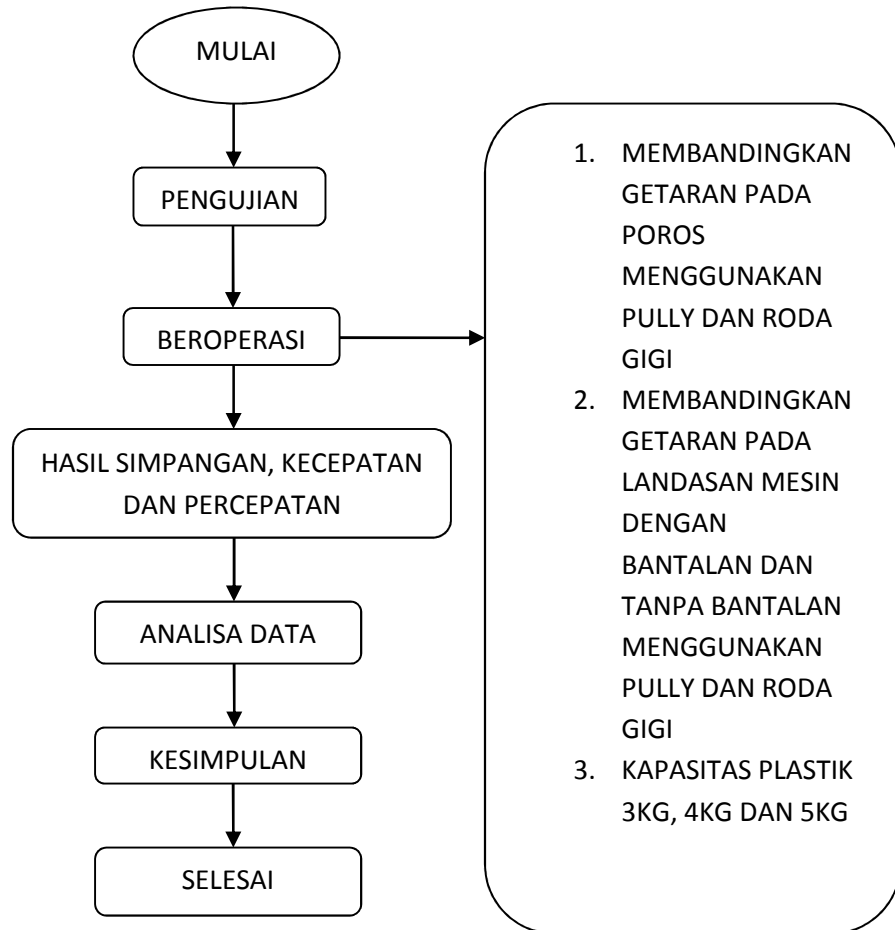 MULAI
PENGUJIAN
BEROPERASI
HASIL SIMPANGAN, KECEPATAN
DAN PERCEPATAN
ANALISA DATA
KESIMPULAN
SELESAI
1. MEMBANDINGKAN
GETARAN PADA
POROS
MENGGUNAKAN
PULLY DAN RODA
GIGI
2. MEMBANDINGKAN
GETARAN PADA
LANDASAN MESIN
DENGAN
BANTALAN DAN
TANPA BANTALAN
MENGGUNAKAN
PULLY DAN RODA
GIGI
3. KAPASITAS PLASTIK
3KG, 4KG DAN 5KG